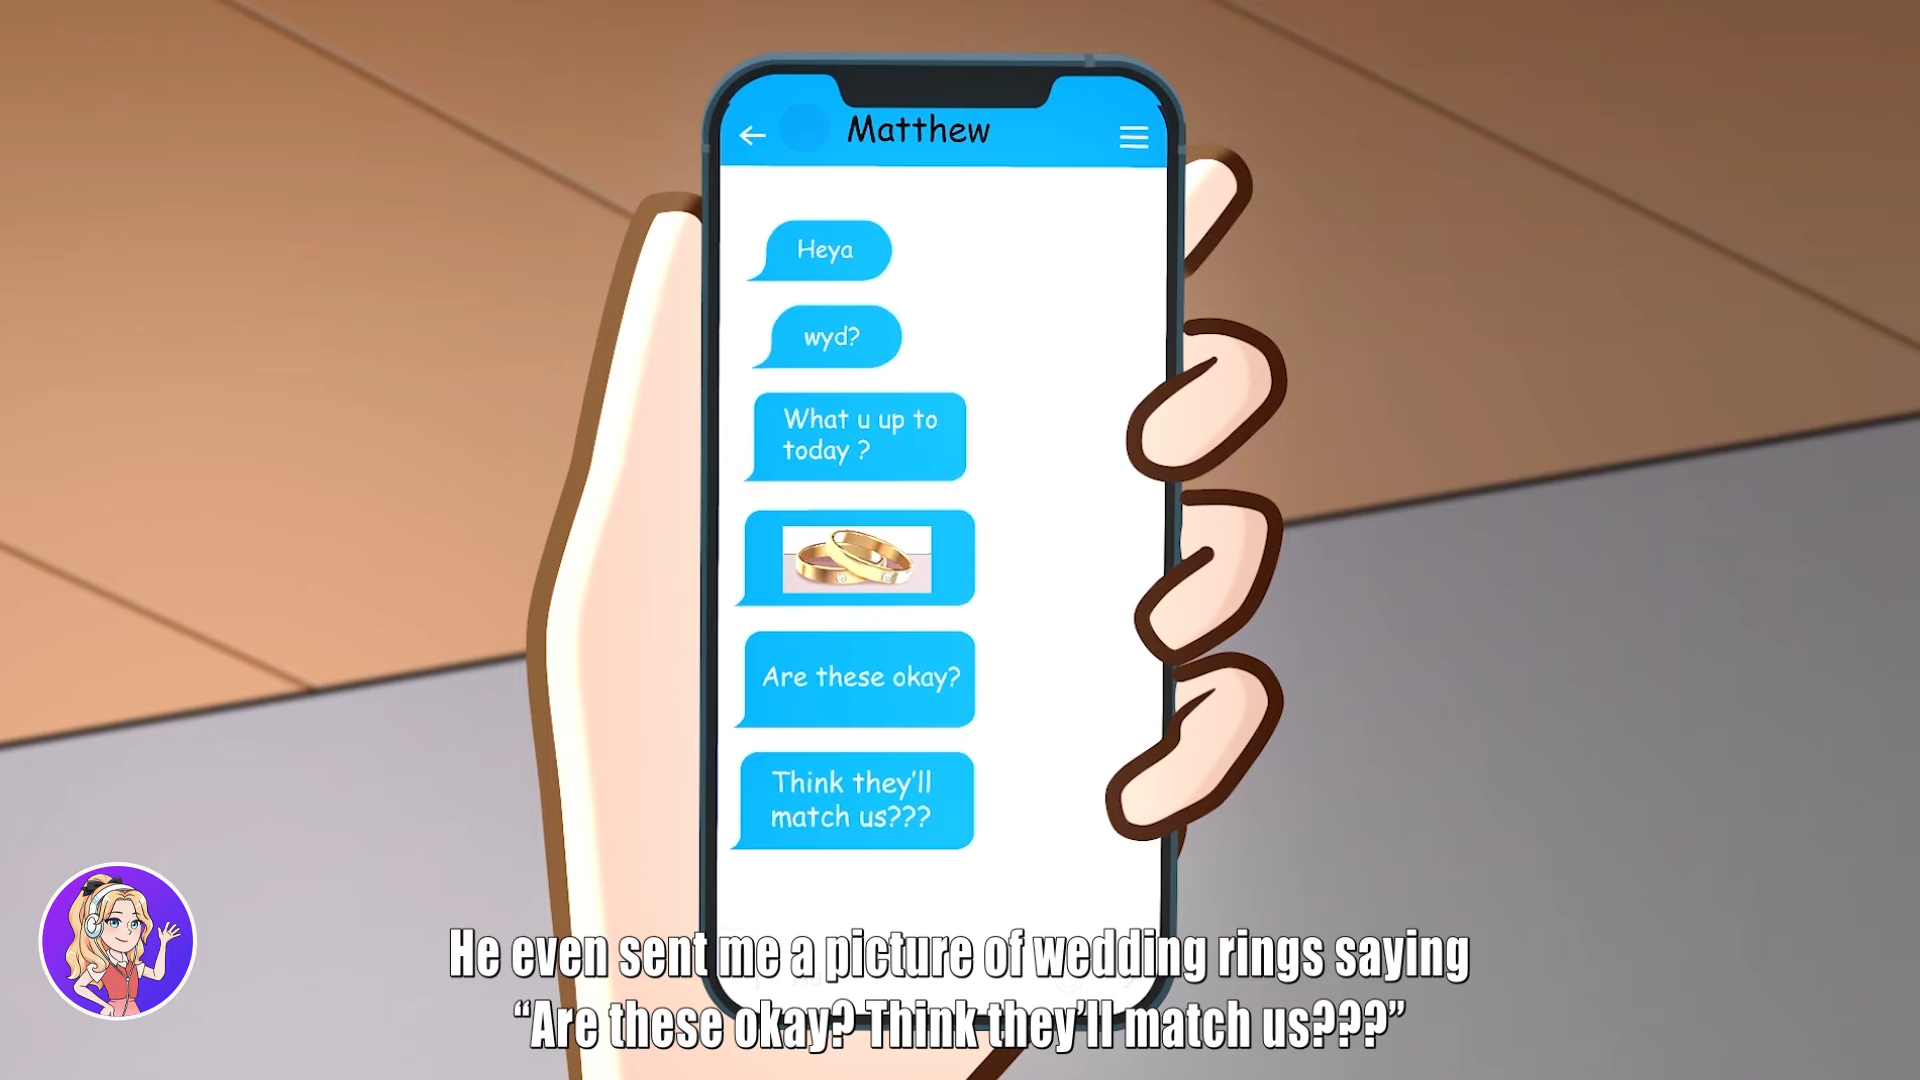 Matthew
Heya
wyd?
What u up to
today ?
Are these okay?
Think they'll
match us???
He even sent me a picture of wedding rings saying
“Are these okay? Think they'll match us???”